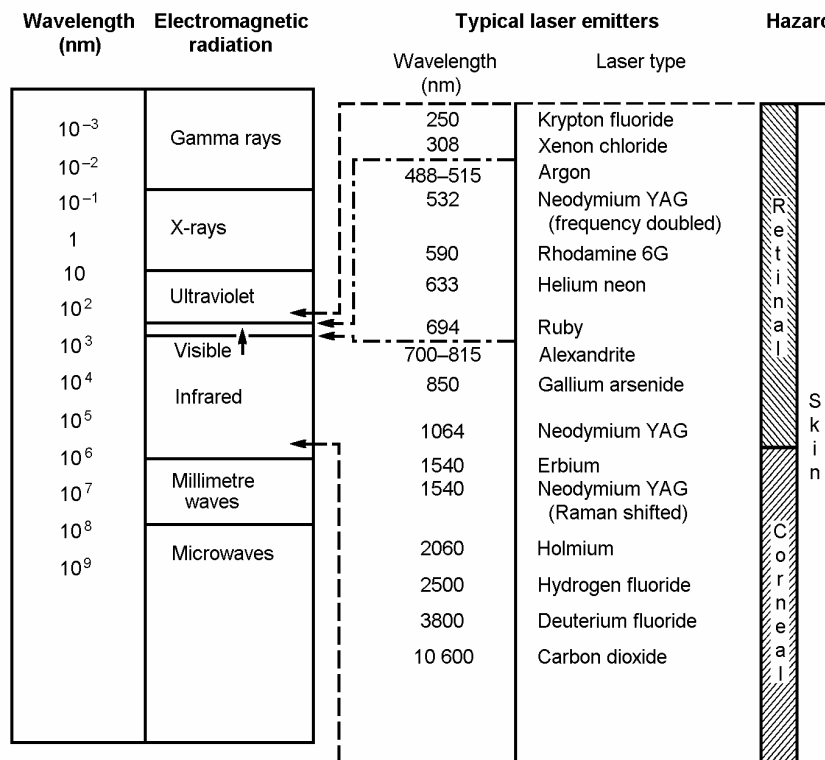 Wavelength (nm)
Electromagnetic radiation
Typical laser emitters
Hazard
Wavelength (nm)
Laser type
10⁻³
10⁻²
10⁻¹
1
10
10²
10³
10⁴
10⁵
10⁶
10⁷
10⁸
10⁹
Gamma rays
X-rays
Ultraviolet
Visible
Infrared
Millimetre
waves
Microwaves
250 Krypton fluoride
308 Xenon chloride
488–515 Argon
532 Neodymium YAG
(frequency doubled)
590 Rhodamine 6G
633 Helium neon
694 Ruby
700–815 Alexandrite
850 Gallium arsenide
1064 Neodymium YAG
1540 Erbium
1540 Neodymium YAG
(Raman shifted)
2060 Holmium
2500 Hydrogen fluoride
3800 Deuterium fluoride
10 600 Carbon dioxide
Retinal
Corneal
Skin